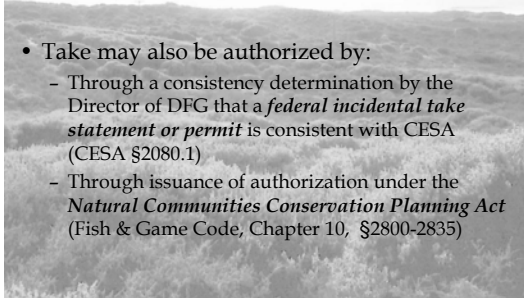 • Take may also be authorized by:
– Through a consistency determination by the
Director of DFG that a federal incidental take
statement or permit is consistent with CESA
(CESA §2080.1)
– Through issuance of authorization under the
Natural Communities Conservation Planning Act
(Fish & Game Code, Chapter 10, §2800-2835)